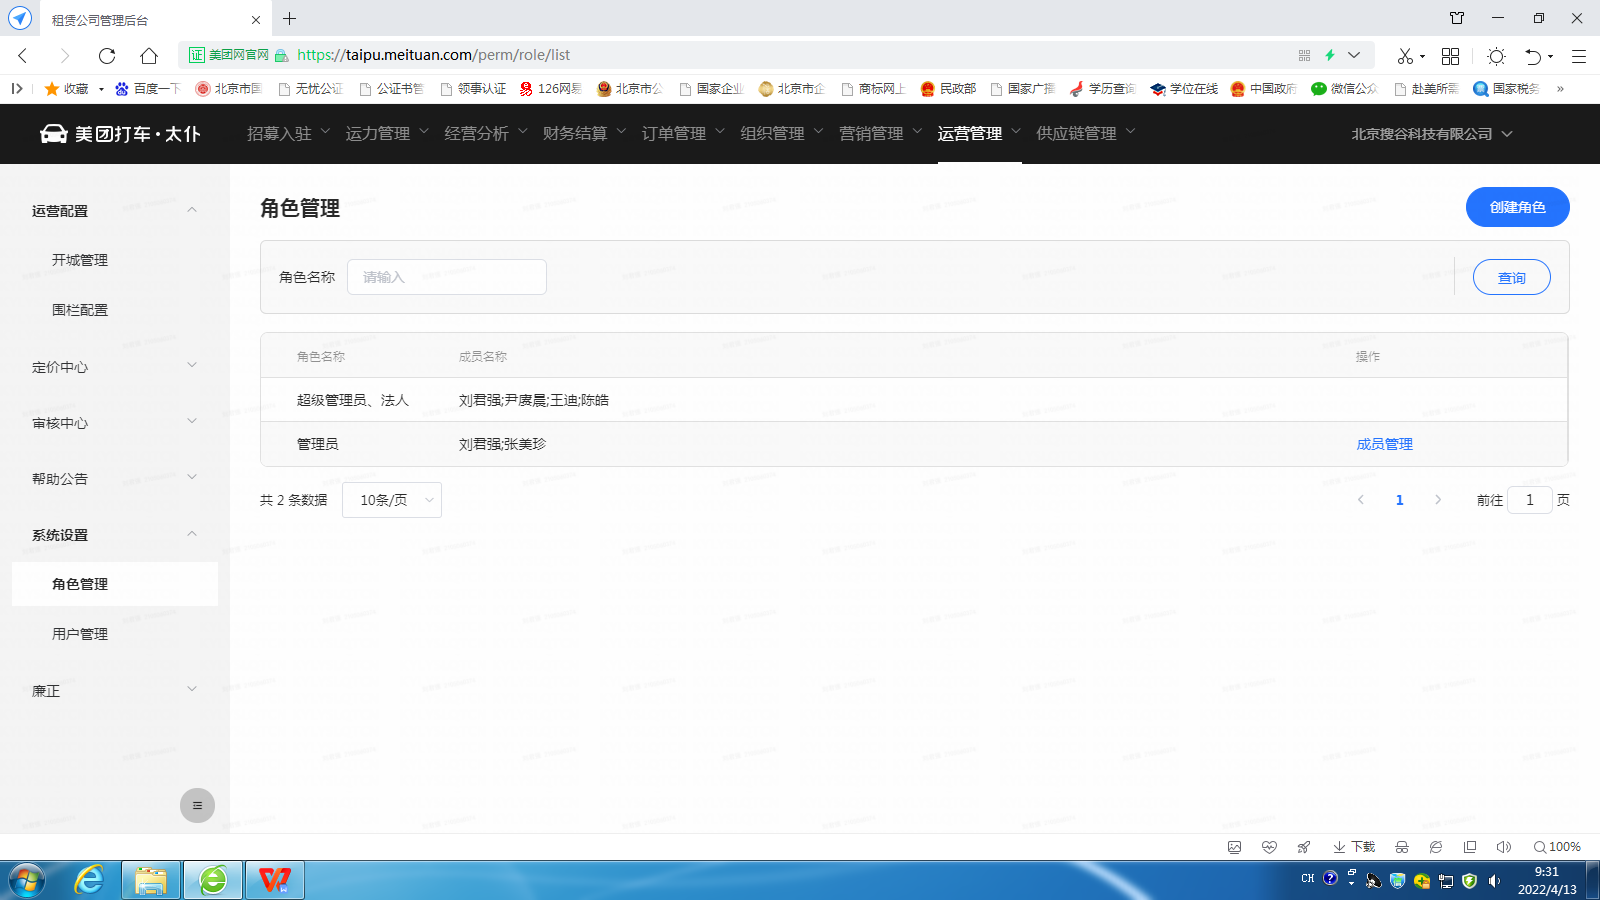 租赁公司管理后台
证 美团网官网 https://taipu.meituan.com/perm/role/list
收藏 百度一下 北京市国 无忧公证 公证书管 领事认证 126网易 北京市公 国家企业 北京市企 商标网上 民政部 国家广播 学历查询 学位在线 中国政府 微信公众 赴美所需 国家税务 »
美团打车·太仆 招募入驻 运力管理 经营分析 财务结算 订单管理 组织管理 营销管理 运营管理 供应链管理 北京搜谷科技有限公司
运营配置
开城管理
围栏配置
定价中心
审核中心
帮助公告
系统设置
角色管理
用户管理
廉正
角色管理
创建角色
角色名称 请输入 查询
角色名称 成员名称 操作
超级管理员、法人 刘君强;尹赓晨;王迪;陈皓
管理员 刘君强;张美珍 成员管理
共 2 条数据 10条/页 1 前往 1 页
下载 100%
CH 9:31
2022/4/13